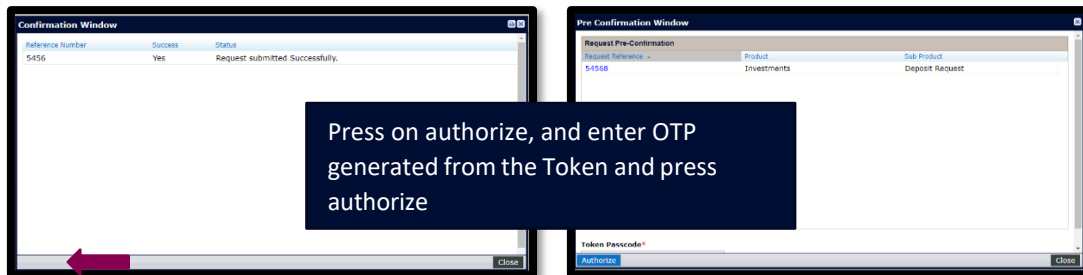 Confirmation Window
Reference Number Success Status
5456 Yes Request submitted Successfully.
Close
Pre Confirmation Window
Request Pre-Confirmation
Request Reference Product Sub Product
54568 Investments Deposit Request
Press on authorize, and enter OTP
generated from the Token and press
authorize
Token Passcode*
Authorize Close